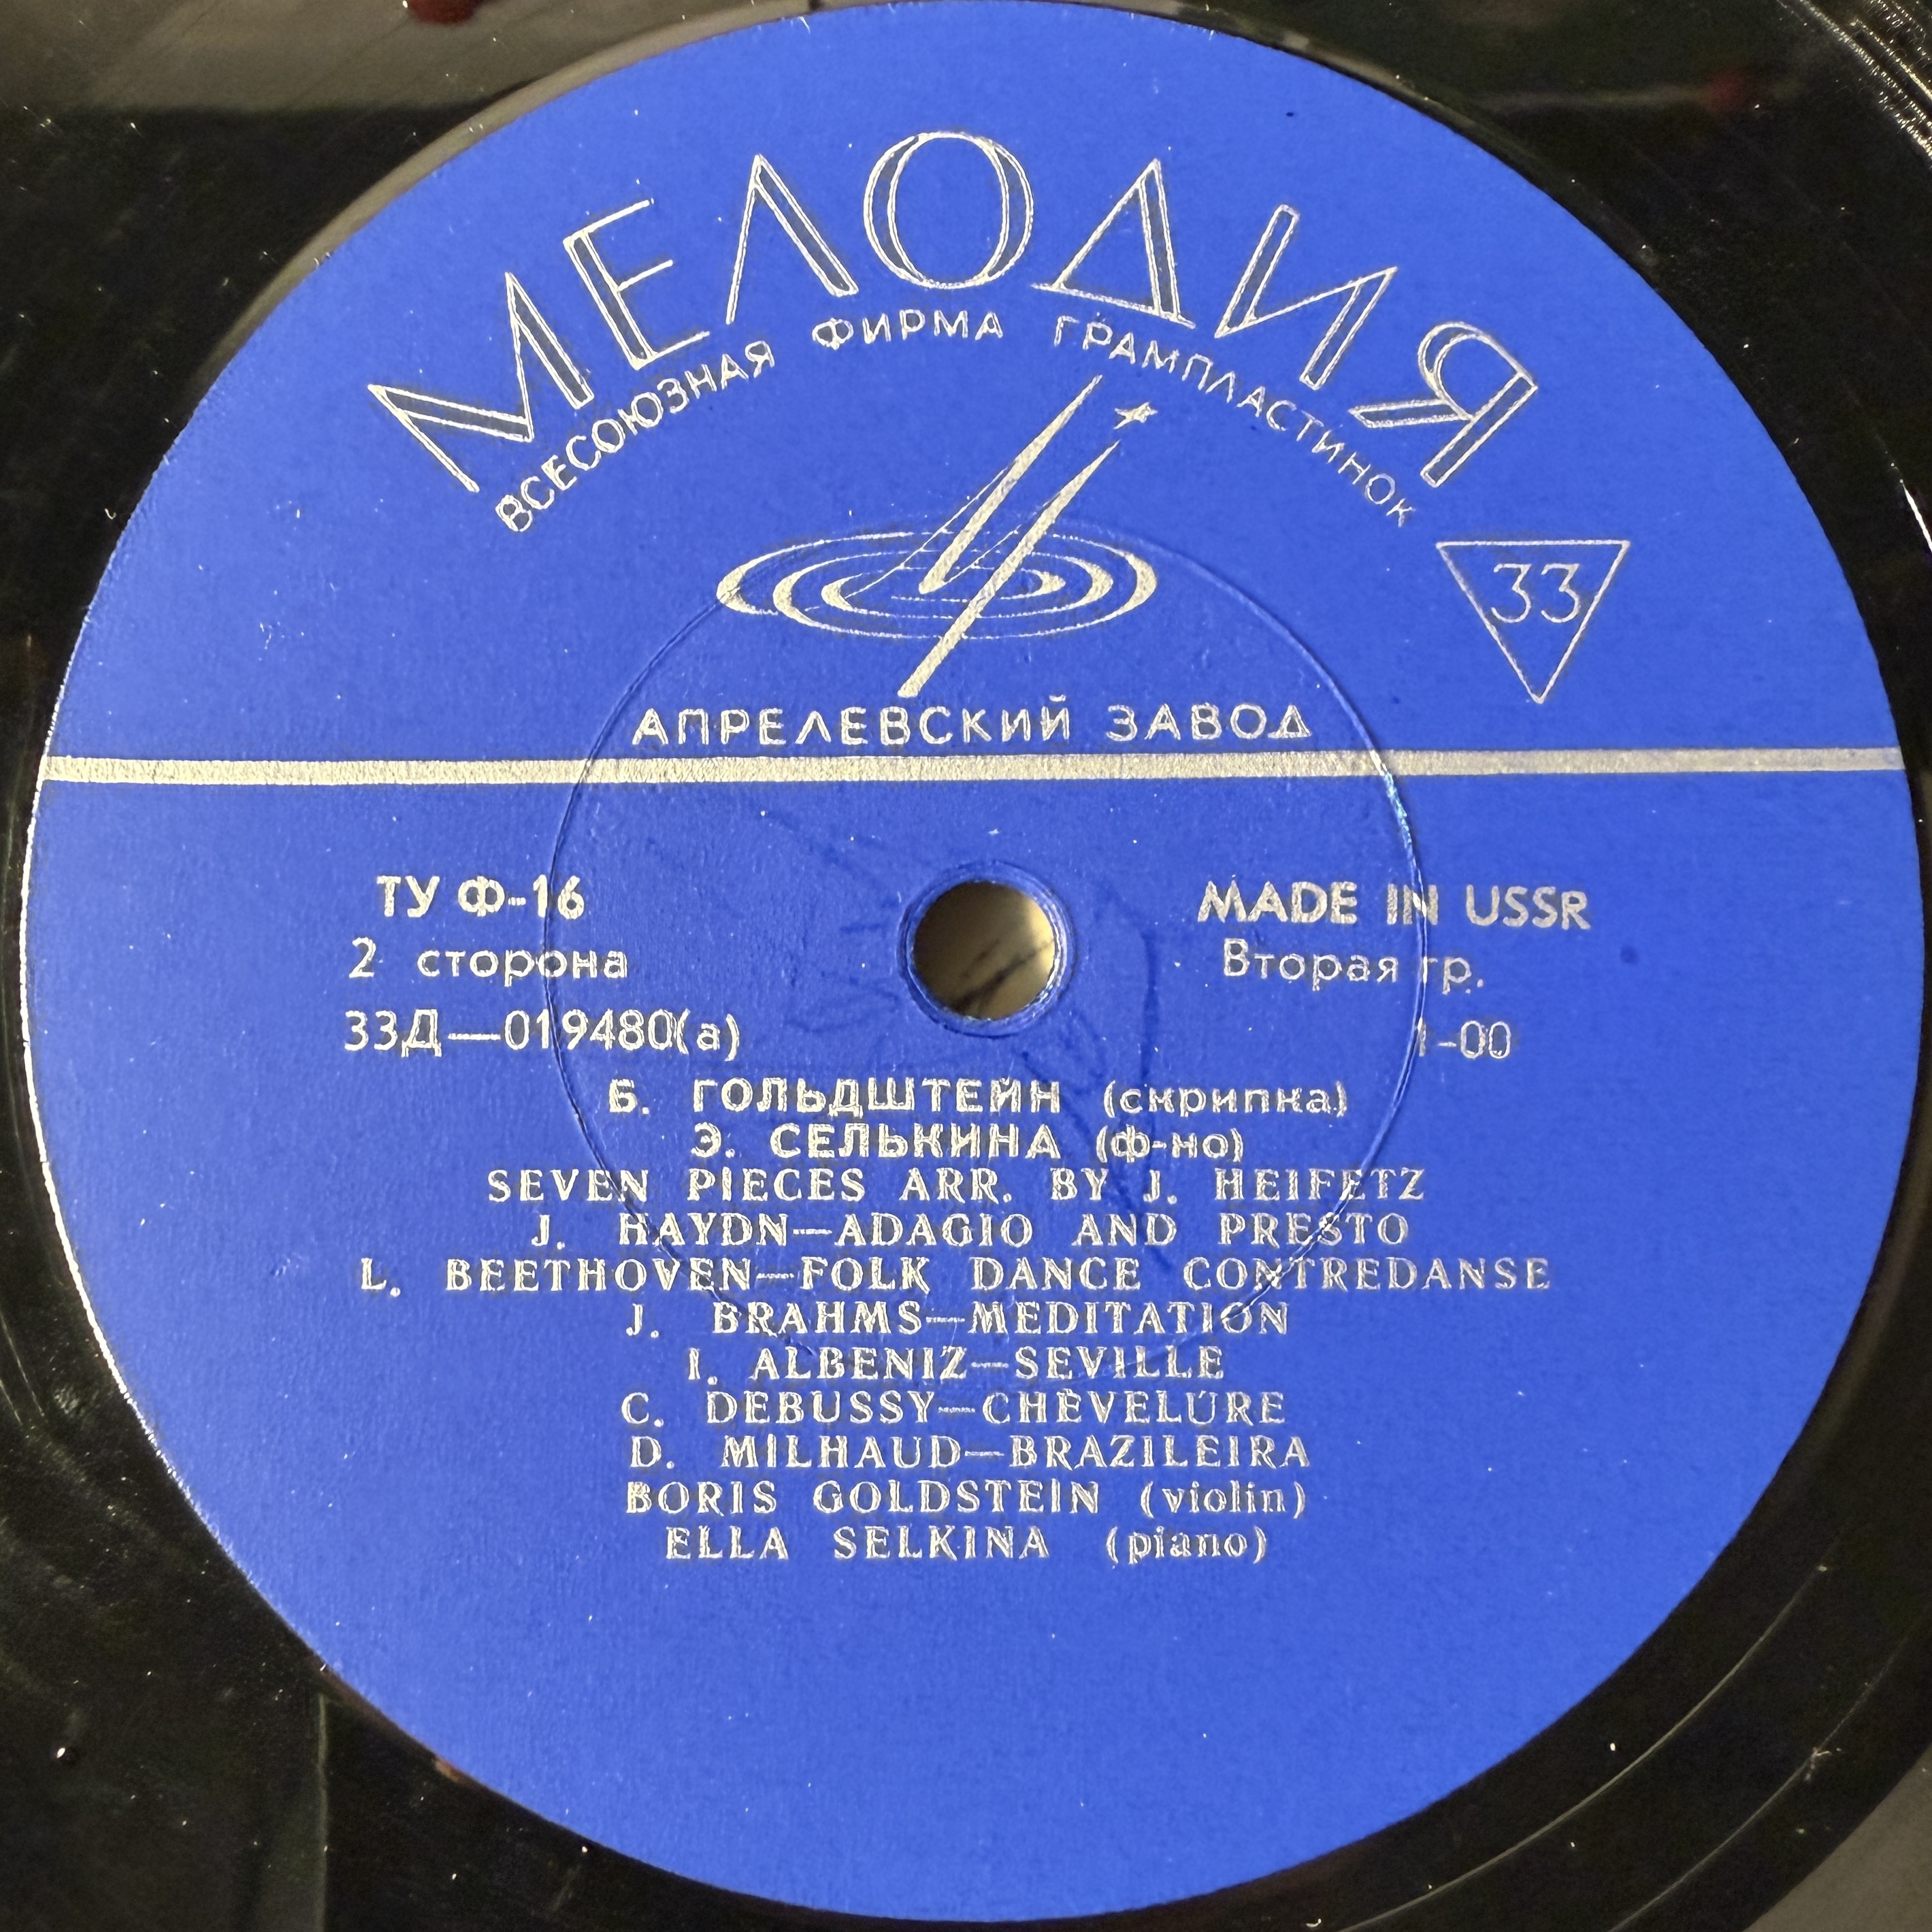 МЕЛОДИЯ
ВСЕСОЮЗНАЯ ФИРМА ГРАМПЛАСТИНОК
33
АПРЕЛЕВСКИЙ ЗАВОД
ТУ Ф-16
MADE IN USSR
2 сторона
Вторая гр.
33Д—019480(а)
1-00
Б. ГОЛЬДШТЕЙН (скрипка)
Э. СЕЛЬКИНА (ф-но)
SEVEN PIECES ARR. BY J. HEIFETZ
J. HAYDN—ADAGIO AND PRESTO
L. BEETHOVEN—FOLK DANCE CONTREDANSE
J. BRAHMS—MEDITATION
I. ALBENIZ—SEVILLE
C. DEBUSSY—CHÈVELURE
D. MILHAUD—BRAZILEIRA
BORIS GOLDSTEIN (violin)
ELLA SELKINA (piano)